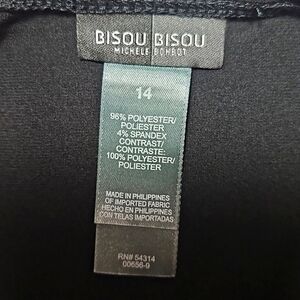 BISOU BISOU
MICHELE BOHBOT
14
96% POLYESTER/
POLIESTER
4% SPANDEX
CONTRAST/
CONTRASTE:
100% POLYESTER/
POLIESTER
MADE IN PHILIPPINES
OF IMPORTED FABRIC
HECHO EN PHILIPINES
CON TELAS IMPORTADAS
RN# 54314
00656-9